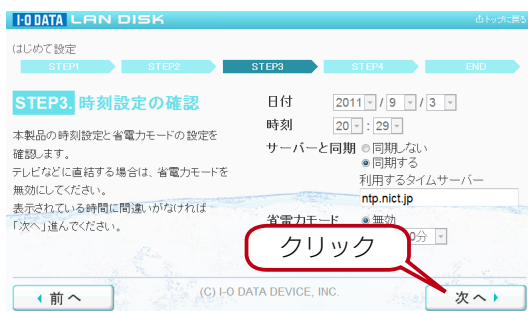 I-O DATA LAN DISK
トップに戻る
はじめて設定
STEP1 STEP2 STEP3 STEP4 END
STEP3. 時刻設定の確認
本製品の時刻設定と省電力モードの設定を
確認します。
テレビなどに直結する場合は、省電力モードを
無効にしてください。
表示されている時間に間違いがなければ
「次へ」進んでください。
日付 2011 / 9 / 3
時刻 20 : 29
サーバーと同期 同期しない
同期する
利用するタイムサーバー
ntp.nict.jp
省電力モード 無効
0分
クリック
前へ
(C) I-O DATA DEVICE, INC.
次へ